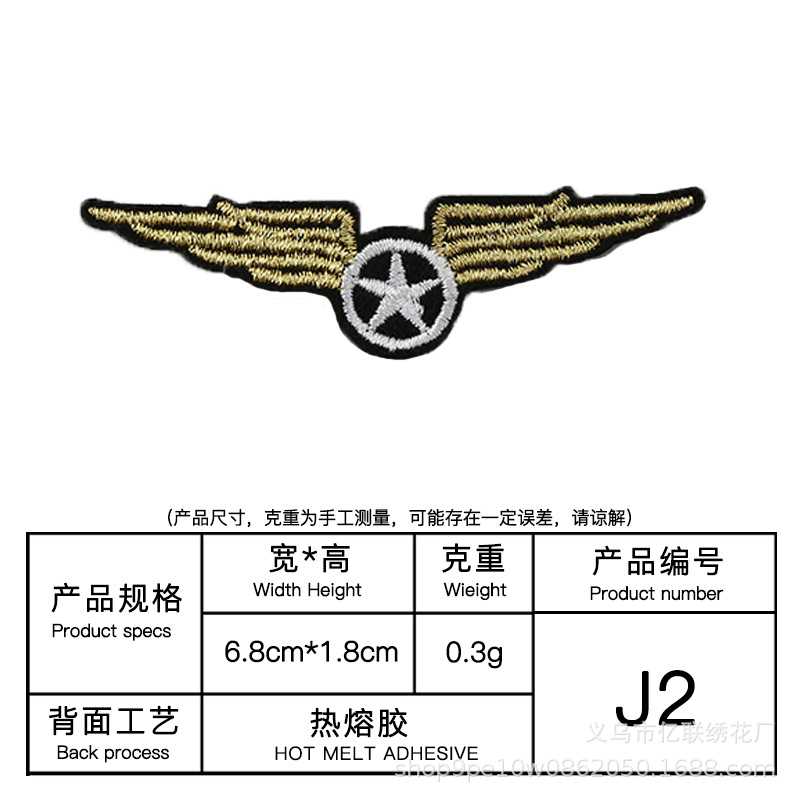 (产品尺寸，克重为手工测量，可能存在一定误差，请谅解)
产品规格
Product specs
宽*高
Width Height
克重
Wieight
产品编号
Product number
6.8cm*1.8cm
0.3g
J2
背面工艺
Back process
热熔胶
HOT MELT ADHESIVE
义乌市亿联绣花厂
shop9pe10w0862050.1688.com